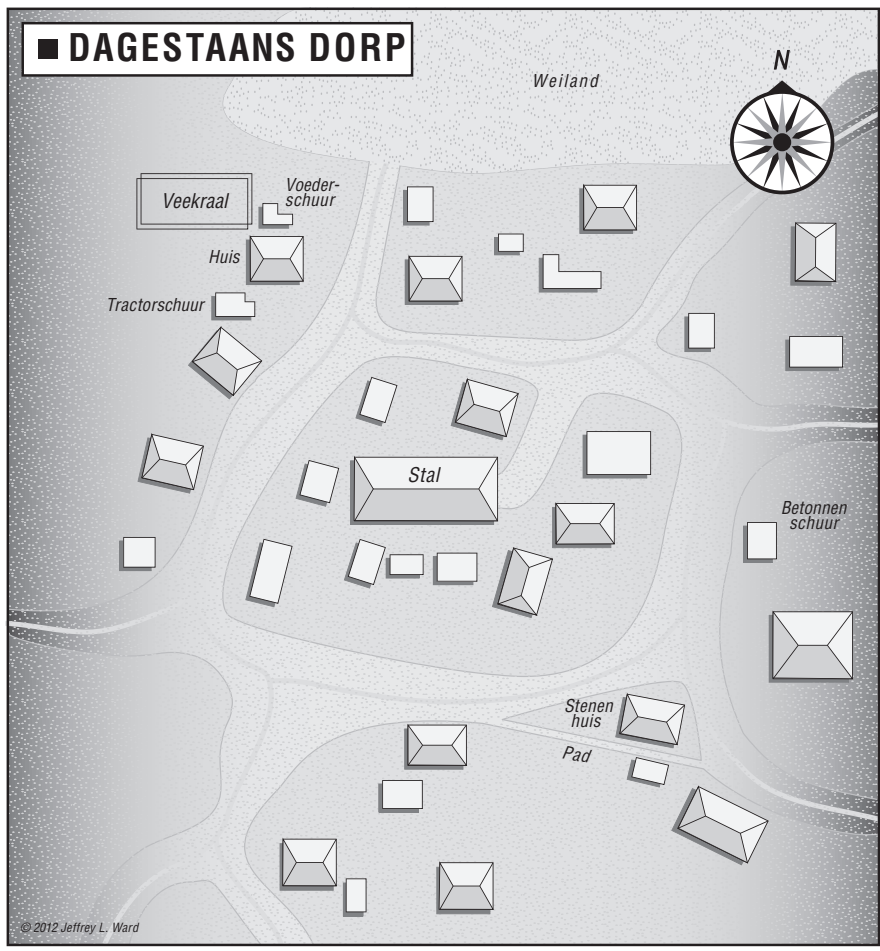 ■ DAGESTAANS DORP
Weiland
N
Veekraal
Voeder-
schuur
Huis
Tractorschuur
Stal
Betonnen
schuur
Stenen
huis
Pad
© 2012 Jeffrey L. Ward